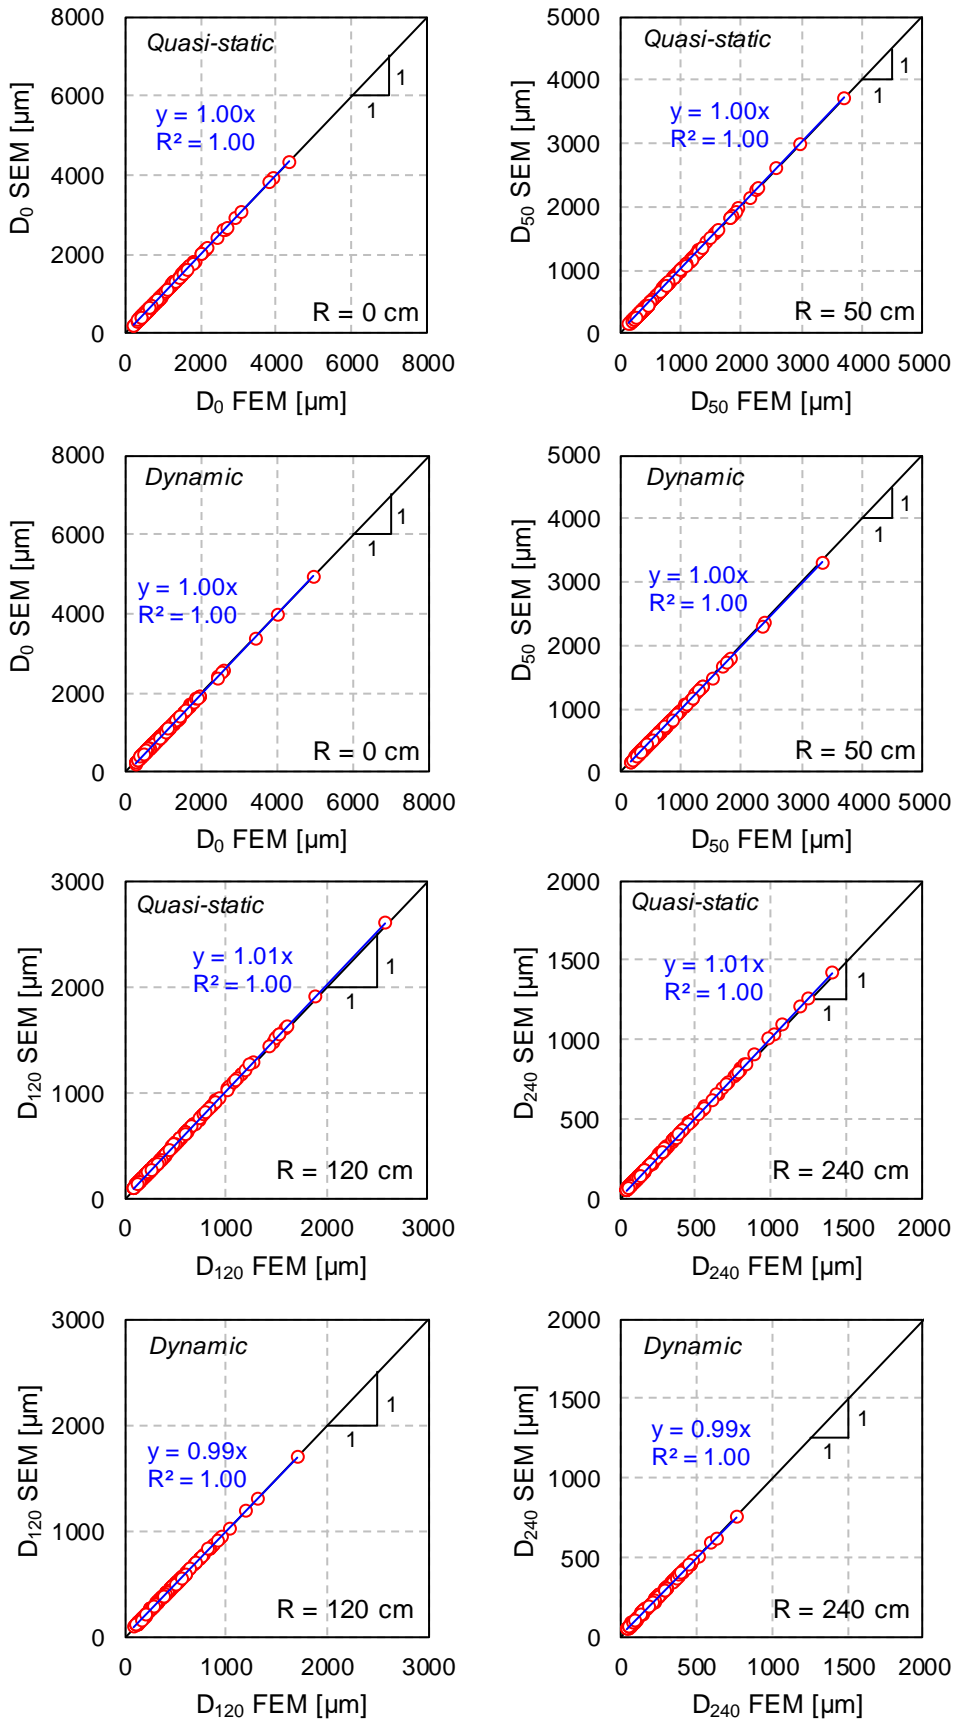 8000
6000
4000
2000
0
D₀ SEM [µm]
Quasi-static
y = 1.00x
R² = 1.00
1
1
R = 0 cm
0 2000 4000 6000 8000
D₀ FEM [µm]
5000
4000
3000
2000
1000
0
D₅₀ SEM [µm]
Quasi-static
y = 1.00x
R² = 1.00
1
1
R = 50 cm
0 1000 2000 3000 4000 5000
D₅₀ FEM [µm]
8000
6000
4000
2000
0
D₀ SEM [µm]
Dynamic
y = 1.00x
R² = 1.00
1
1
R = 0 cm
0 2000 4000 6000 8000
D₀ FEM [µm]
5000
4000
3000
2000
1000
0
D₅₀ SEM [µm]
Dynamic
y = 1.00x
R² = 1.00
1
1
R = 50 cm
0 1000 2000 3000 4000 5000
D₅₀ FEM [µm]
3000
2000
1000
0
D₁₂₀ SEM [µm]
Quasi-static
y = 1.01x
R² = 1.00
1
1
R = 120 cm
0 1000 2000 3000
D₁₂₀ FEM [µm]
2000
1500
1000
500
0
D₂₄₀ SEM [µm]
Quasi-static
y = 1.01x
R² = 1.00
1
1
R = 240 cm
0 500 1000 1500 2000
D₂₄₀ FEM [µm]
3000
2000
1000
0
D₁₂₀ SEM [µm]
Dynamic
y = 0.99x
R² = 1.00
1
1
R = 120 cm
0 1000 2000 3000
D₁₂₀ FEM [µm]
2000
1500
1000
500
0
D₂₄₀ SEM [µm]
Dynamic
y = 0.99x
R² = 1.00
1
1
R = 240 cm
0 500 1000 1500 2000
D₂₄₀ FEM [µm]